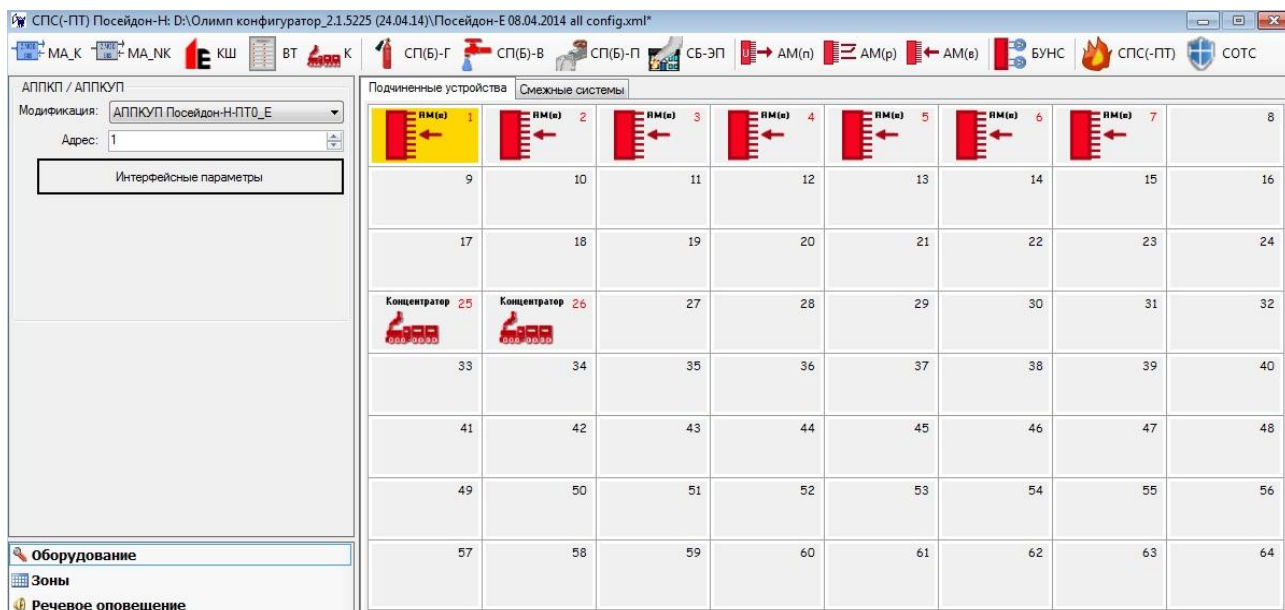 СПС(-ПТ) Посейдон-Н: D:\Олимп конфигуратор_2.1.5225 (24.04.14)\Посейдон-Е 08.04.2014 all config.xml*
МА_К МА_NK КШ ВТ К СП(Б)-Г СП(Б)-В СП(Б)-П СБ-ЭП АМ(п) АМ(р) АМ(в) БУНС СПС(-ПТ) СОТС
АППКП / АППКУП
Модификация: АППКУП Посейдон-Н-ПТ0_Е
Адрес: 1
Интерфейсные параметры
Подчиненные устройства Смежные системы
АМ(в) 1 АМ(в) 2 АМ(в) 3 АМ(в) 4 АМ(в) 5 АМ(в) 6 АМ(в) 7 8
9 10 11 12 13 14 15 16
17 18 19 20 21 22 23 24
Концентратор 25 Концентратор 26 27 28 29 30 31 32
33 34 35 36 37 38 39 40
41 42 43 44 45 46 47 48
49 50 51 52 53 54 55 56
57 58 59 60 61 62 63 64
Оборудование
Зоны
Речевое оповещение